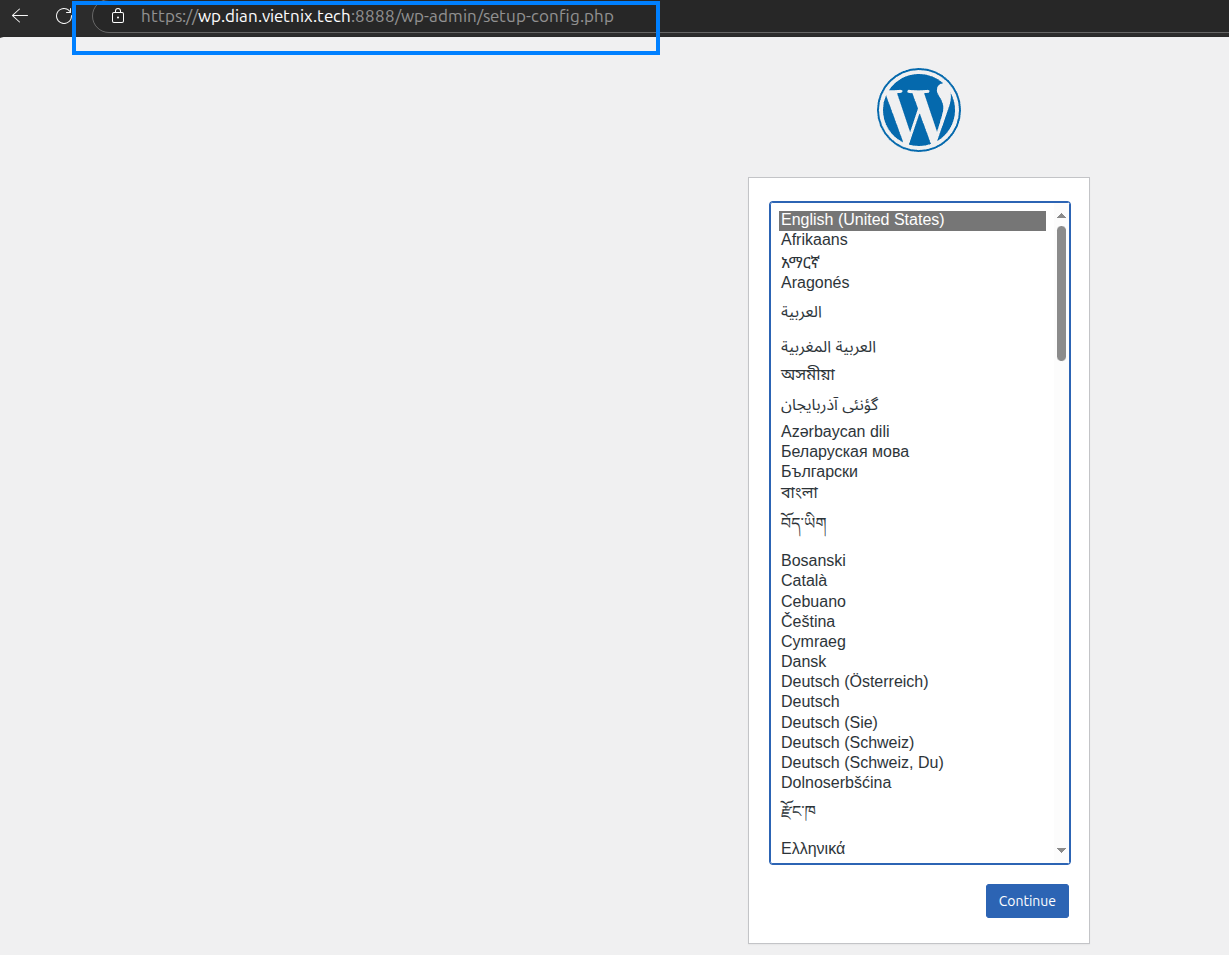 https://wp.dian.vietnix.tech:8888/wp-admin/setup-config.php
English (United States)
Afrikaans
አማርኛ
Aragonés
العربية
العربية المغربية
অসমীয়া
گؤنئی آذربایجان
Azərbaycan dili
Беларуская мова
Български
বাংলা
བོད་ཡིག
Bosanski
Català
Cebuano
Čeština
Cymraeg
Dansk
Deutsch (Österreich)
Deutsch
Deutsch (Sie)
Deutsch (Schweiz)
Deutsch (Schweiz, Du)
Dolnoserbšćina
རྫོང་ཁ
Ελληνικά
Continue